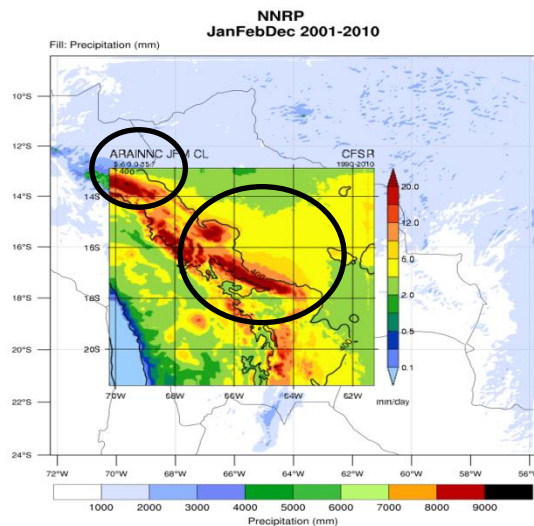 NNRP
JanFebDec 2001-2010
Fill: Precipitation (mm)
10°S
12°S
14°S
16°S
18°S
20°S
22°S
24°S
ARAINNC JFM CL
CFSR
1990-2010
14S
16S
18S
20S
400
400
70W
68W
66W
64W
62W
20.0
12.0
6.0
2.0
0.5
0.1
mm/day
72°W
70°W
68°W
66°W
64°W
62°W
60°W
58°W
1000 2000 3000 4000 5000 6000 7000 8000 9000
Precipitation (mm)